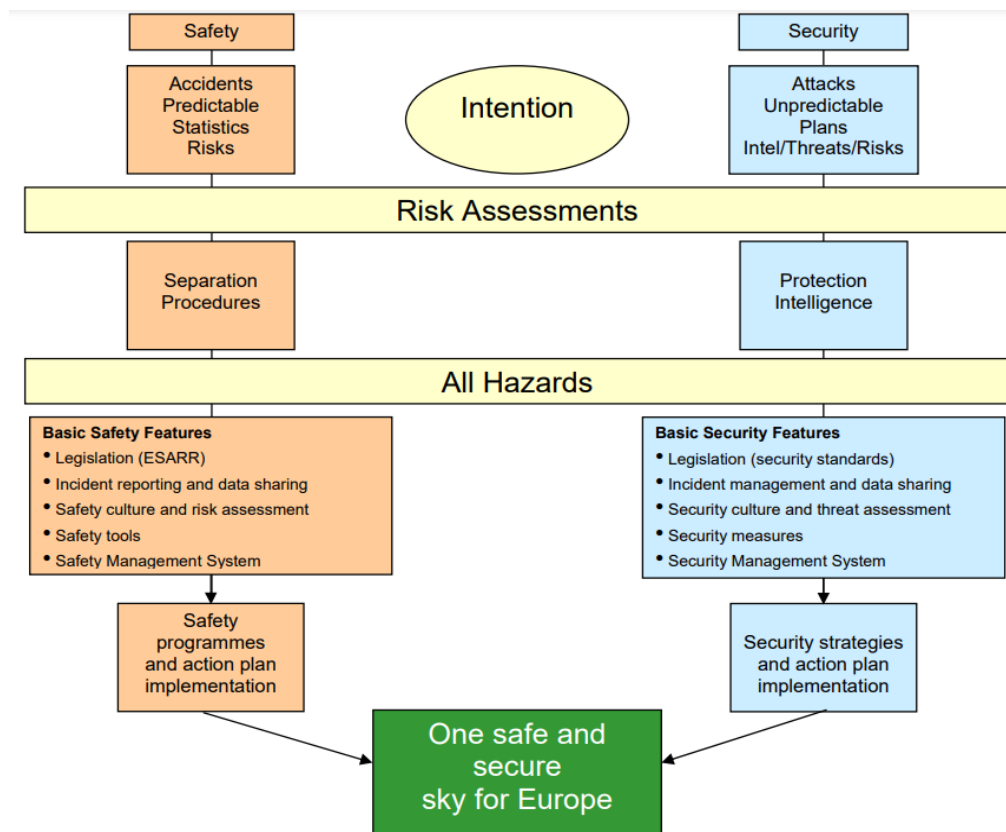 Safety
Security
Accidents
Predictable
Statistics
Risks
Intention
Attacks
Unpredictable
Plans
Intel/Threats/Risks
Risk Assessments
Separation
Procedures
Protection
Intelligence
All Hazards
Basic Safety Features
• Legislation (ESARR)
• Incident reporting and data sharing
• Safety culture and risk assessment
• Safety tools
• Safety Management System
Basic Security Features
• Legislation (security standards)
• Incident management and data sharing
• Security culture and threat assessment
• Security measures
• Security Management System
Safety
programmes
and action plan
implementation
Security strategies
and action plan
implementation
One safe and
secure
sky for Europe